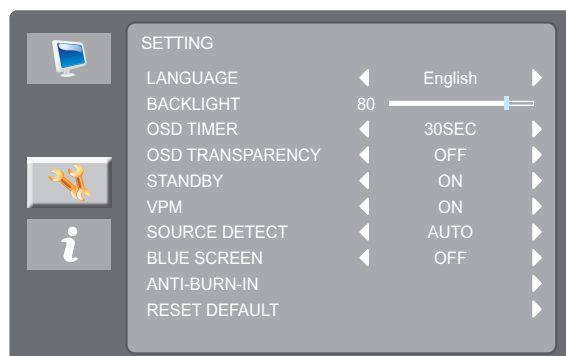 SETTING
LANGUAGE English
BACKLIGHT 80
OSD TIMER 30SEC
OSD TRANSPARENCY OFF
STANDBY ON
VPM ON
SOURCE DETECT AUTO
BLUE SCREEN OFF
ANTI-BURN-IN
RESET DEFAULT
i